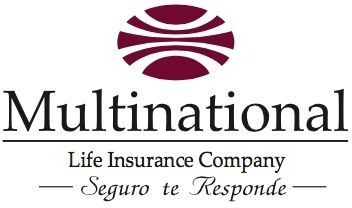 Multinational
Life Insurance Company
Seguro te Responde